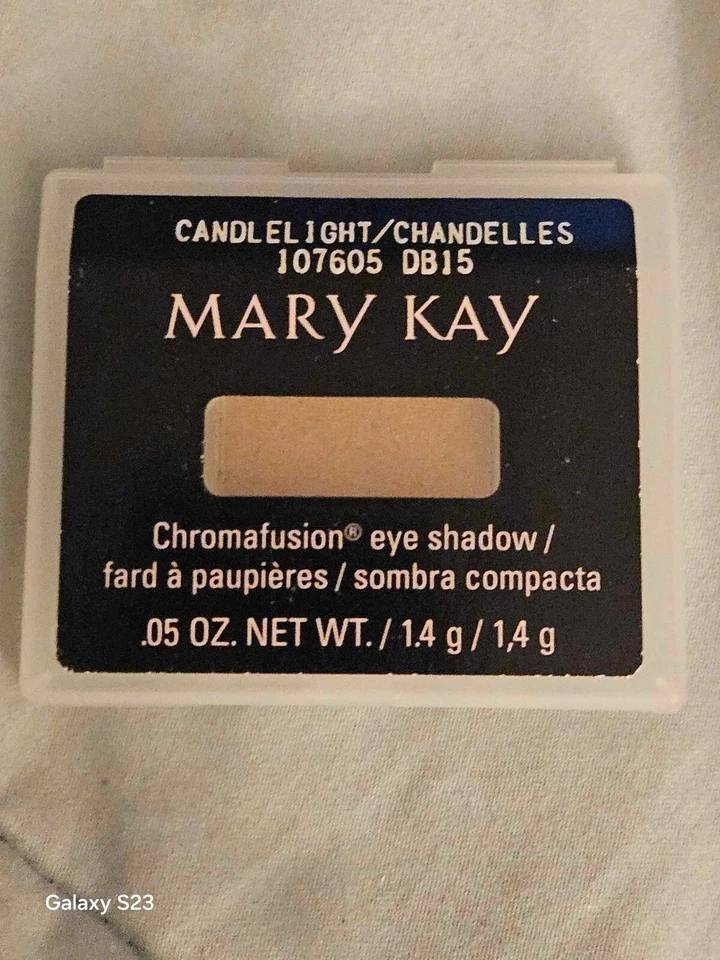 CANDLELIGHT/CHANDELLES
107605 DB15
MARY KAY
Chromafusion® eye shadow /
fard à paupières / sombra compacta
.05 OZ. NET WT. / 1.4 g / 1,4 g
Galaxy S23